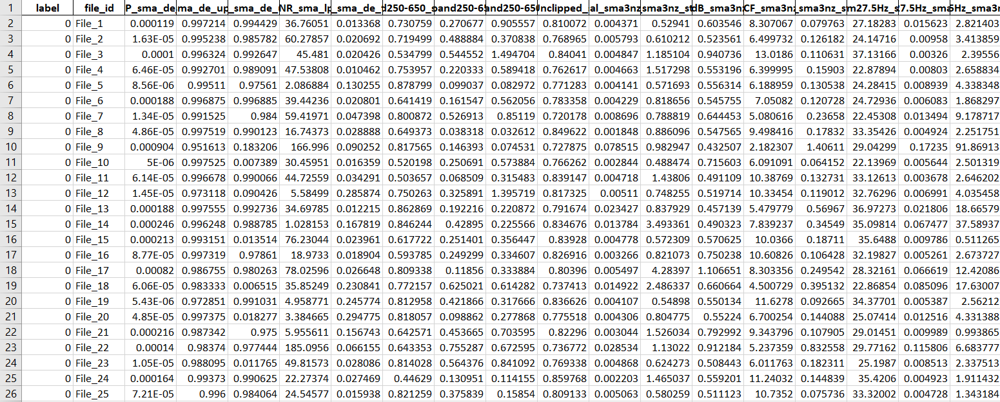 1 label file_id P_sma_de ma_de_up _sma_de_ NR_sma_lp _sma_de_ d250-650_s and250-65 and250-650 Unclipped_ al_sma3nz sma3nz_st dB_sma3nz CF_sma3nz _sma3nz_s m27.5Hz_s 7.5Hz_sma 5Hz_sma3n
2 0 File_1 0.000119 0.997214 0.994429 36.76051 0.013368 0.730759 0.270677 0.905557 0.810072 0.004371 0.52941 0.603546 8.307067 0.079763 27.18283 0.015623 2.821403
3 0 File_2 1.63E-05 0.995238 0.985782 60.27857 0.020692 0.719499 0.488884 0.370838 0.768965 0.005793 0.610212 0.523561 6.499732 0.126182 24.14716 0.00958 3.413859
4 0 File_3 0.0001 0.996324 0.992647 45.481 0.020426 0.534799 0.544552 1.494704 0.84041 0.004847 1.185104 0.940736 13.0186 0.110631 37.13166 0.00326 2.39556
5 0 File_4 6.46E-05 0.992701 0.989091 47.53808 0.010462 0.753957 0.220333 0.589418 0.762617 0.004663 1.517298 0.553196 6.399995 0.15903 22.87894 0.00803 2.658834
6 0 File_5 8.56E-06 0.99511 0.97561 2.086884 0.130255 0.878799 0.099037 0.082972 0.771283 0.004141 0.571693 0.556314 6.188959 0.130538 24.28415 0.008939 4.338348
7 0 File_6 0.000188 0.996875 0.996885 39.44236 0.020801 0.641419 0.161547 0.562056 0.783358 0.004229 0.818656 0.545755 7.05082 0.120728 24.72936 0.006083 1.868297
8 0 File_7 1.34E-05 0.991525 0.984 59.41971 0.047398 0.800872 0.526913 0.85119 0.720178 0.008696 0.788819 0.644453 5.080616 0.23658 22.45308 0.013494 9.178717
9 0 File_8 4.86E-05 0.997519 0.990123 16.74373 0.028888 0.649373 0.038318 0.032612 0.849622 0.001848 0.886096 0.547565 9.498416 0.17832 33.35426 0.004924 2.251751
10 0 File_9 0.000904 0.951613 0.183206 166.996 0.090252 0.817565 0.146393 0.074531 0.727875 0.078515 0.982947 0.432507 2.182307 1.40611 29.04299 0.17235 91.86913
11 0 File_10 5E-06 0.997525 0.007389 30.45951 0.016359 0.520198 0.250691 0.573884 0.766262 0.002844 0.488474 0.715603 6.091091 0.064152 22.13969 0.005644 2.501319
12 0 File_11 6.14E-05 0.996678 0.990066 44.72559 0.034291 0.503657 0.068509 0.315483 0.839147 0.004718 1.43806 0.491109 10.38769 0.132731 33.12613 0.003678 2.646202
13 0 File_12 1.45E-05 0.973118 0.090426 5.58499 0.285874 0.750263 0.325891 1.395719 0.817325 0.00511 0.748255 0.519714 10.33454 0.119012 32.76296 0.006991 4.035458
14 0 File_13 0.000188 0.997555 0.992736 34.69785 0.012215 0.862869 0.192216 0.220872 0.791674 0.023427 0.837929 0.457139 5.479779 0.56967 36.97273 0.021806 18.66579
15 0 File_14 0.000246 0.996248 0.988785 1.028153 0.167819 0.846244 0.42895 0.225566 0.834676 0.013784 3.493361 0.490323 7.839237 0.34549 35.09814 0.067477 37.58937
16 0 File_15 0.000213 0.993151 0.013514 76.23044 0.023961 0.617722 0.251401 0.356447 0.83928 0.004778 0.572309 0.570625 10.0366 0.18711 35.6488 0.009786 0.511265
17 0 File_16 8.77E-05 0.997319 0.97861 18.9733 0.018904 0.593785 0.249299 0.334607 0.826916 0.003266 0.821073 0.750238 10.60826 0.106428 32.19827 0.005261 2.673727
18 0 File_17 0.00082 0.986755 0.980263 78.02596 0.026648 0.809338 0.11856 0.333884 0.80396 0.005497 4.28397 1.106651 8.303356 0.249542 28.32161 0.066619 12.42086
19 0 File_18 6.06E-05 0.983333 0.006515 35.85249 0.230841 0.772157 0.625021 0.614282 0.737413 0.014922 2.486337 0.660664 4.500729 0.395132 22.86854 0.085096 17.63007
20 0 File_19 5.43E-06 0.972851 0.991031 4.958771 0.245774 0.812958 0.421866 0.317666 0.836626 0.004107 0.54898 0.550134 11.6278 0.092665 34.37701 0.005387 2.56212
21 0 File_20 4.85E-05 0.997375 0.018277 3.384665 0.294775 0.818057 0.098862 0.277868 0.775518 0.004306 0.804775 0.55224 6.700254 0.144088 25.07414 0.012516 4.331388
22 0 File_21 0.000216 0.987342 0.975 5.955611 0.156743 0.642571 0.453665 0.703595 0.82296 0.003044 1.526034 0.792992 9.343796 0.107905 29.01451 0.009989 0.993865
23 0 File_22 0.00014 0.98374 0.977444 185.0956 0.066155 0.643353 0.755287 0.672595 0.736772 0.028534 1.13022 0.912184 5.237359 0.832558 29.77162 0.115806 6.683777
24 0 File_23 1.05E-05 0.988095 0.011765 49.81573 0.028086 0.814028 0.564376 0.841092 0.769338 0.004868 0.624273 0.508443 6.011763 0.182311 25.1987 0.008513 2.337513
25 0 File_24 0.000164 0.99373 0.990625 22.27374 0.027469 0.44629 0.130951 0.114155 0.859768 0.002203 1.465037 0.559201 11.24032 0.144839 35.4206 0.004923 1.911432
26 0 File_25 7.21E-05 0.996 0.984064 24.54577 0.015938 0.821259 0.375839 0.15854 0.809133 0.005063 0.580259 0.511123 10.7352 0.075736 33.32002 0.004728 1.343184